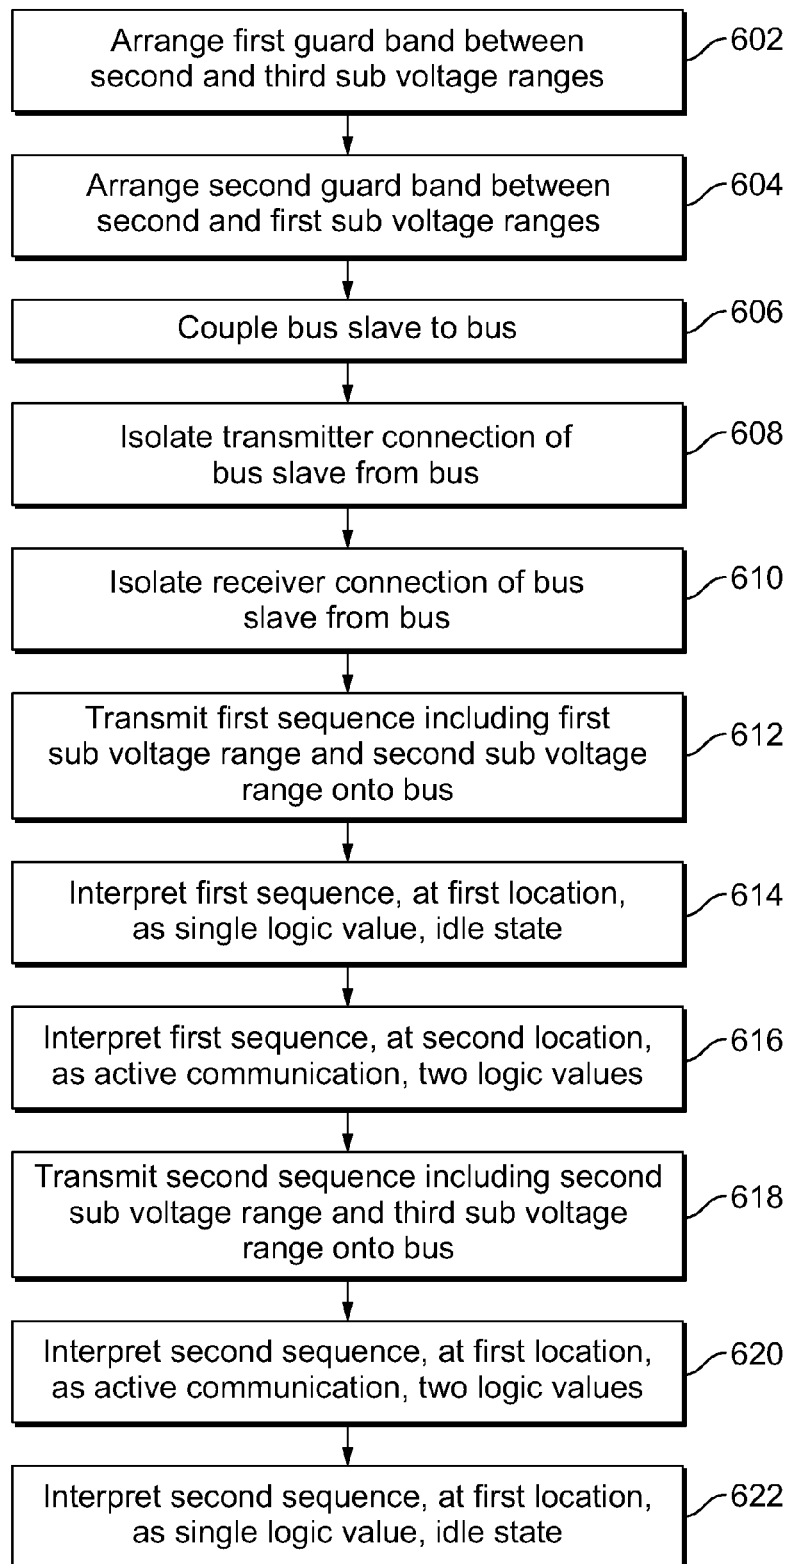 Arrange first guard band between
second and third sub voltage ranges
602
Arrange second guard band between
second and first sub voltage ranges
604
Couple bus slave to bus
606
Isolate transmitter connection of
bus slave from bus
608
Isolate receiver connection of bus
slave from bus
610
Transmit first sequence including first
sub voltage range and second sub voltage
range onto bus
612
Interpret first sequence, at first location,
as single logic value, idle state
614
Interpret first sequence, at second location,
as active communication, two logic values
616
Transmit second sequence including second
sub voltage range and third sub voltage
range onto bus
618
Interpret second sequence, at first location,
as active communication, two logic values
620
Interpret second sequence, at first location,
as single logic value, idle state
622